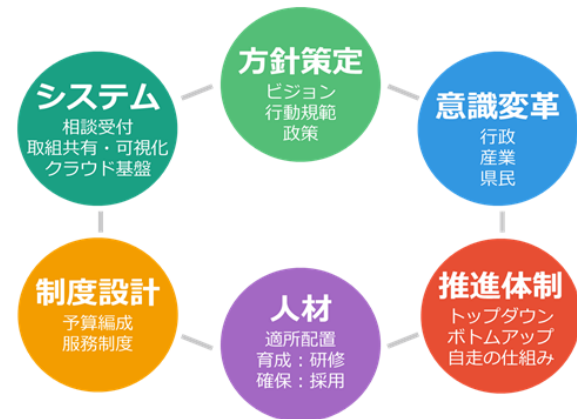 方針策定
ビジョン
行動規範
政策
意識変革
行政
産業
県民
推進体制
トップダウン
ボトムアップ
自走の仕組み
人材
適所配置
育成：研修
確保：採用
制度設計
予算編成
服務制度
システム
相談受付
取組共有・可視化
クラウド基盤